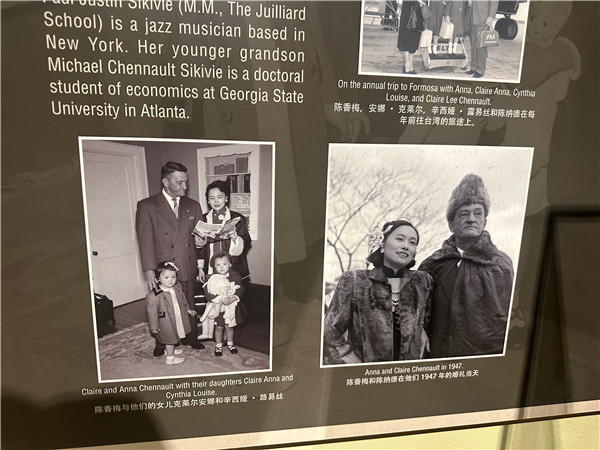 Paul Justin Sikivie (M.M., The Juilliard
School) is a jazz musician based in
New York. Her younger grandson
Michael Chennault Sikivie is a doctoral
student of economics at Georgia State
University in Atlanta.
On the annual trip to Formosa with Anna, Claire Anna, Cynthia
Louise, and Claire Lee Chennault.
陈香梅, 安娜 · 克莱尔, 辛西娅 · 露易丝和陈纳德在每
年前往台湾的旅途上。
Claire and Anna Chennault with their daughters Claire Anna and
Cynthia Louise.
陈香梅与他们的女儿克莱尔安娜和辛西娅 · 路易丝
Anna and Claire Chennault in 1947.
陈香梅和陈纳德在他们 1947 年的婚礼当天